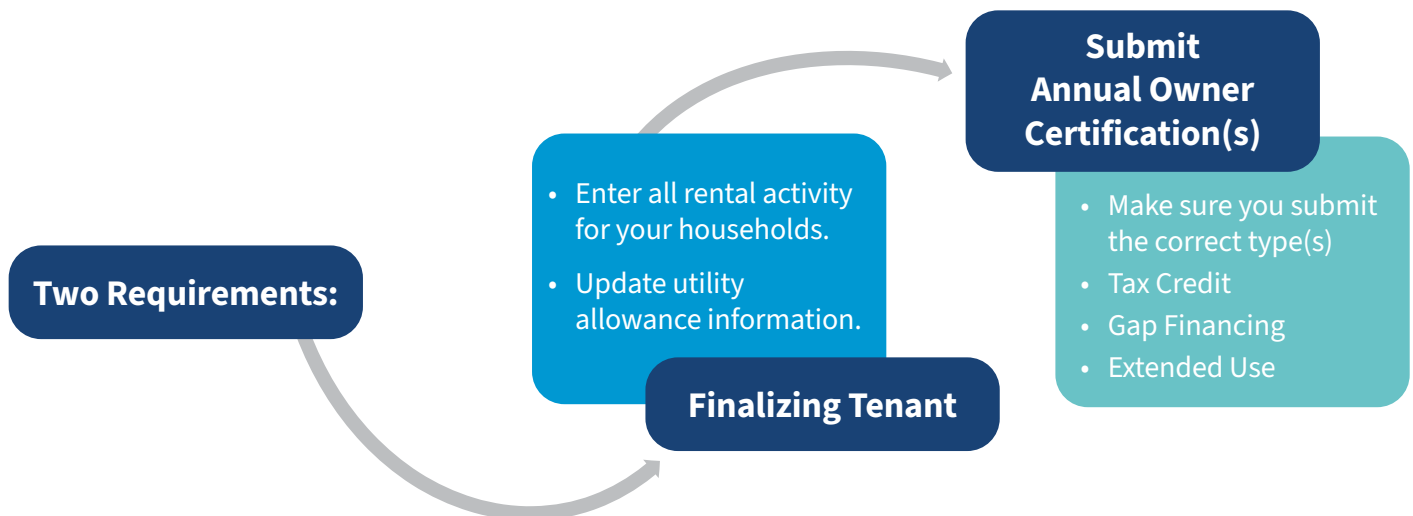 Two Requirements:
• Enter all rental activity
for your households.
• Update utility
allowance information.
Finalizing Tenant
Submit
Annual Owner
Certification(s)
• Make sure you submit
the correct type(s)
• Tax Credit
• Gap Financing
• Extended Use